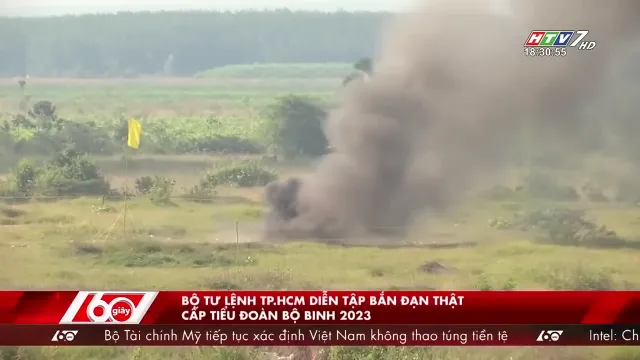 HTV7 HD
18:30:55
60 giây
BỘ TƯ LỆNH TP.HCM DIỄN TẬP BẮN ĐẠN THẬT
CẤP TIỂU ĐOÀN BỘ BINH 2023
60 Bộ Tài chính Mỹ tiếp tục xác định Việt Nam không thao túng tiền tệ 60 Intel: Ch